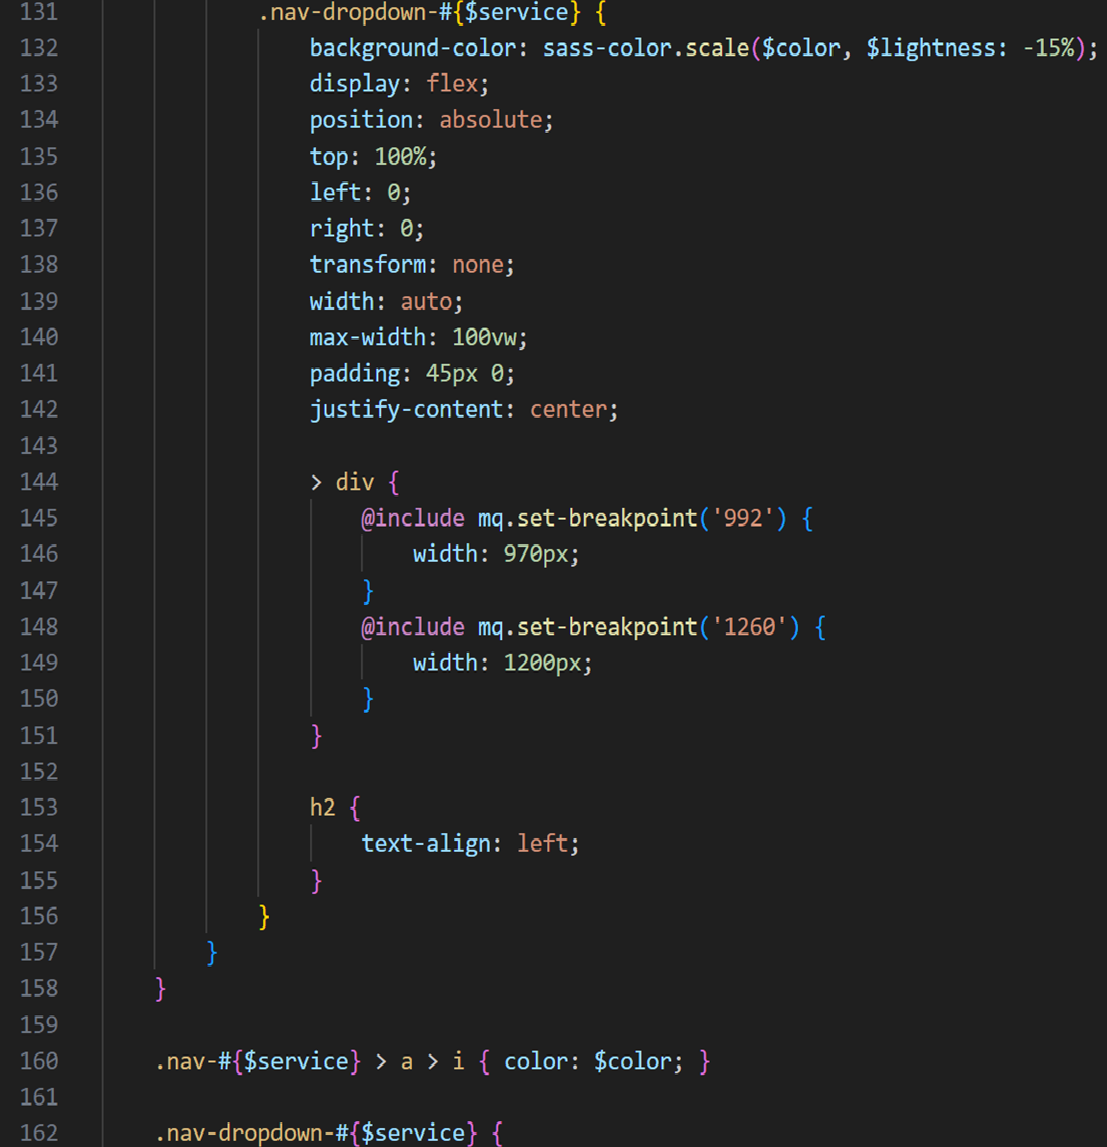 131 .nav-dropdown-#{$service} {
132 background-color: sass-color.scale($color, $lightness: -15%);
133 display: flex;
134 position: absolute;
135 top: 100%;
136 left: 0;
137 right: 0;
138 transform: none;
139 width: auto;
140 max-width: 100vw;
141 padding: 45px 0;
142 justify-content: center;
143
144 > div {
145 @include mq.set-breakpoint('992') {
146 width: 970px;
147 }
148 @include mq.set-breakpoint('1260') {
149 width: 1200px;
150 }
151 }
152
153 h2 {
154 text-align: left;
155 }
156 }
157 }
158 }
159
160 .nav-#{$service} > a > i { color: $color; }
161
162 .nav-dropdown-#{$service} {